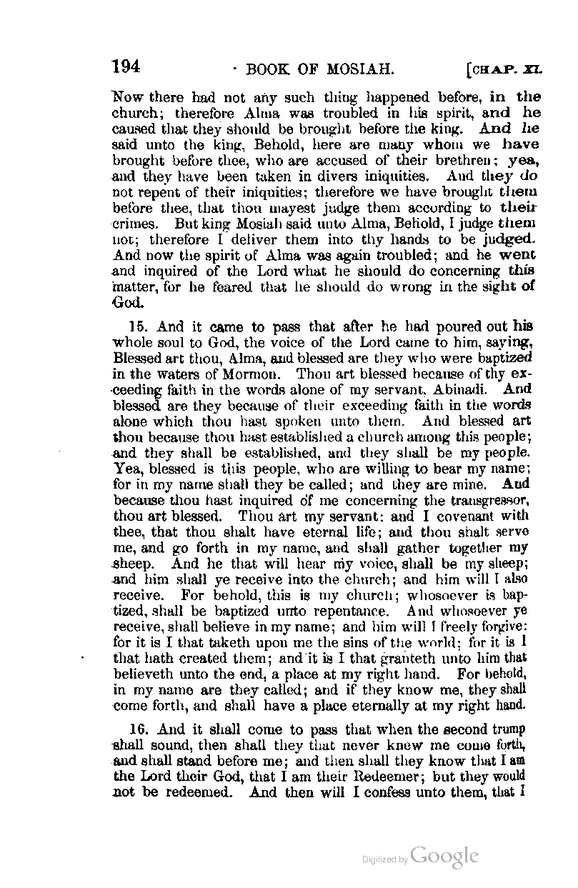 194 · BOOK OF MOSIAH. [CHAP. XI.
Now there had not any such thing happened before, in the
church; therefore Alma was troubled in his spirit, and he
caused that they should be brought before the king. And he
said unto the king, Behold, here are many whom we have
brought before thee, who are accused of their brethren; yea,
and they have been taken in divers iniquities. And they do
not repent of their iniquities; therefore we have brought them
before thee, that thou mayest judge them according to their
crimes. But king Mosiah said unto Alma, Behold, I judge them
not; therefore I deliver them into thy hands to be judged.
And now the spirit of Alma was again troubled; and he went
and inquired of the Lord what he should do concerning this
matter, for he feared that he should do wrong in the sight of
God.
15. And it came to pass that after he had poured out his
whole soul to God, the voice of the Lord came to him, saying,
Blessed art thou, Alma, and blessed are they who were baptized
in the waters of Mormon. Thou art blessed because of thy ex-
ceeding faith in the words alone of my servant, Abinadi. And
blessed are they because of their exceeding faith in the words
alone which thou hast spoken unto them. And blessed art
thou because thou hast established a church among this people;
and they shall be established, and they shall be my people.
Yea, blessed is this people, who are willing to bear my name;
for in my name shall they be called; and they are mine. And
because thou hast inquired of me concerning the transgressor,
thou art blessed. Thou art my servant: and I covenant with
thee, that thou shalt have eternal life; and thou shalt serve
me, and go forth in my name, and shall gather together my
sheep. And he that will hear my voice, shall be my sheep;
and him shall ye receive into the church; and him will I also
receive. For behold, this is my church; whosoever is bap-
tized, shall be baptized unto repentance. And whosoever ye
receive, shall believe in my name; and him will I freely forgive:
for it is I that taketh upon me the sins of the world; for it is I
that hath created them; and it is I that granteth unto him that
believeth unto the end, a place at my right hand. For behold,
in my name are they called; and if they know me, they shall
come forth, and shall have a place eternally at my right hand.
16. And it shall come to pass that when the second trump
shall sound, then shall they that never knew me come forth,
and shall stand before me; and then shall they know that I am
the Lord their God, that I am their Redeemer; but they would
not be redeemed. And then will I confess unto them, that I
Digitized by Google